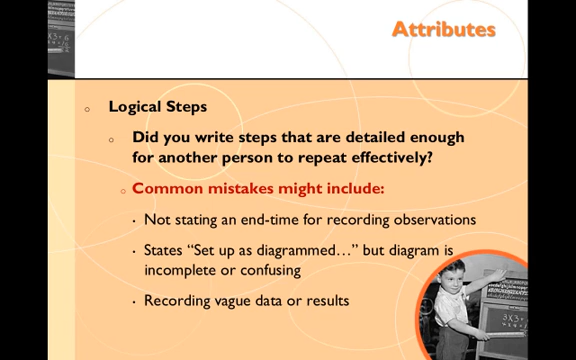 Attributes
Logical Steps
Did you write steps that are detailed enough
for another person to repeat effectively?
Common mistakes might include:
Not stating an end-time for recording observations
States “Set up as diagrammed…” but diagram is
incomplete or confusing
Recording vague data or results
3X3=